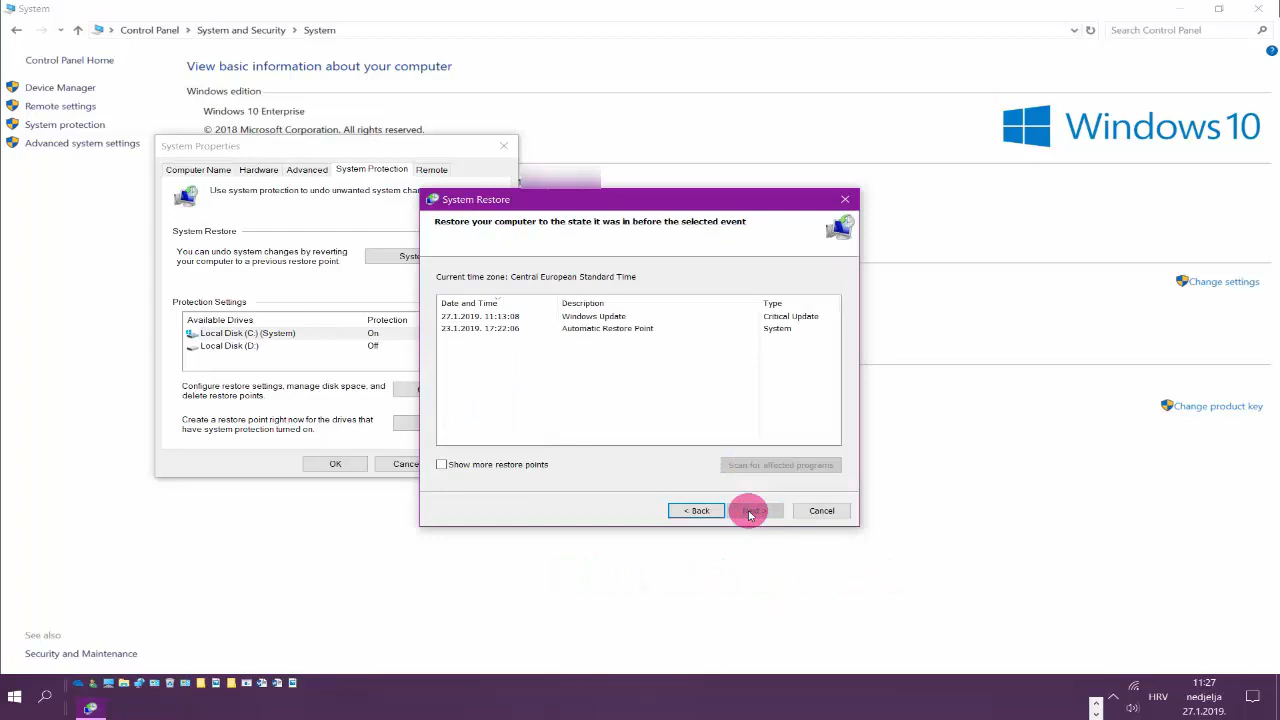 System
Control Panel
System and Security
System
Search Control Panel
Control Panel Home
Device Manager
Remote settings
System protection
Advanced system settings
View basic information about your computer
Windows edition
Windows 10 Enterprise
© 2018 Microsoft Corporation. All rights reserved.
Windows 10
System Properties
Computer Name
Hardware
Advanced
System Protection
Remote
Use system protection to undo unwanted system
System Restore
You can undo system changes by reverting
your computer to a previous restore point.
Protection Settings
Available Drives
Protection
Local Disk (C:) (System)
On
Local Disk (D:)
Off
Configure restore settings, manage disk space, and
delete restore points.
Create a restore point right now for the drives that
have system protection turned on.
OK
System Restore
Restore your computer to the state it was in before the selected event
Current time zone: Central European Standard Time
Date and Time
Description
Type
27.1.2019. 11:13:08
Windows Update
Critical Update
23.1.2019. 17:22:06
Automatic Restore Point
System
Show more restore points
Scan for affected programs
< Back
Next >
Cancel
Change settings
Change product key
See also
Security and Maintenance
HRV
11:27
nedjelja
27.1.2019.